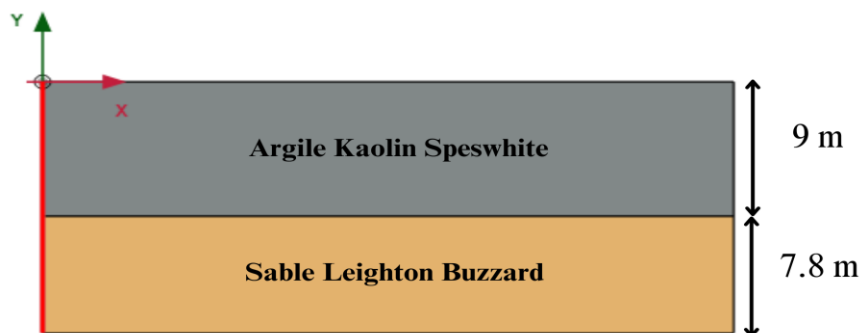 Y
X
Argile Kaolin Speswhite
9 m
Sable Leighton Buzzard
7.8 m